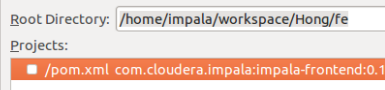 Root Directory: /home/impala/workspace/Hong/fe
Projects:
/pom.xml com.cloudera.impala:impala-frontend:0.1